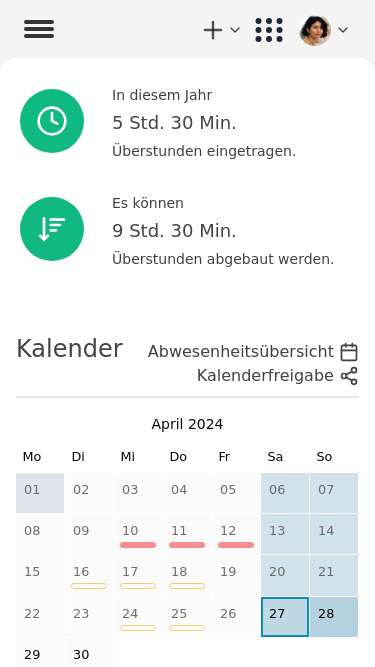 In diesem Jahr
5 Std. 30 Min.
Überstunden eingetragen.
Es können
9 Std. 30 Min.
Überstunden abgebaut werden.
Kalender
Abwesenheitsübersicht
Kalenderfreigabe
April 2024
Mo Di Mi Do Fr Sa So
01 02 03 04 05 06 07
08 09 10 11 12 13 14
15 16 17 18 19 20 21
22 23 24 25 26 27 28
29 30